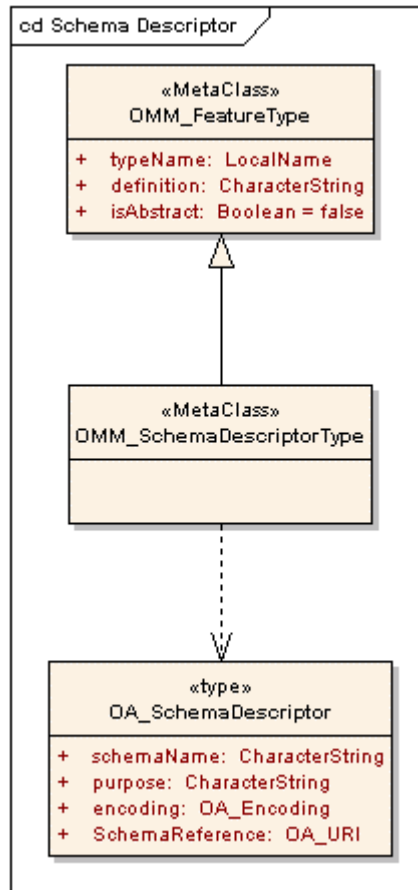 cd Schema Descriptor
«MetaClass»
OMM_FeatureType
+ typeName: LocalName
+ definition: CharacterString
+ isAbstract: Boolean = false
«MetaClass»
OMM_SchemaDescriptorType
«type»
OA_SchemaDescriptor
+ schemaName: CharacterString
+ purpose: CharacterString
+ encoding: OA_Encoding
+ SchemaReference: OA_URI